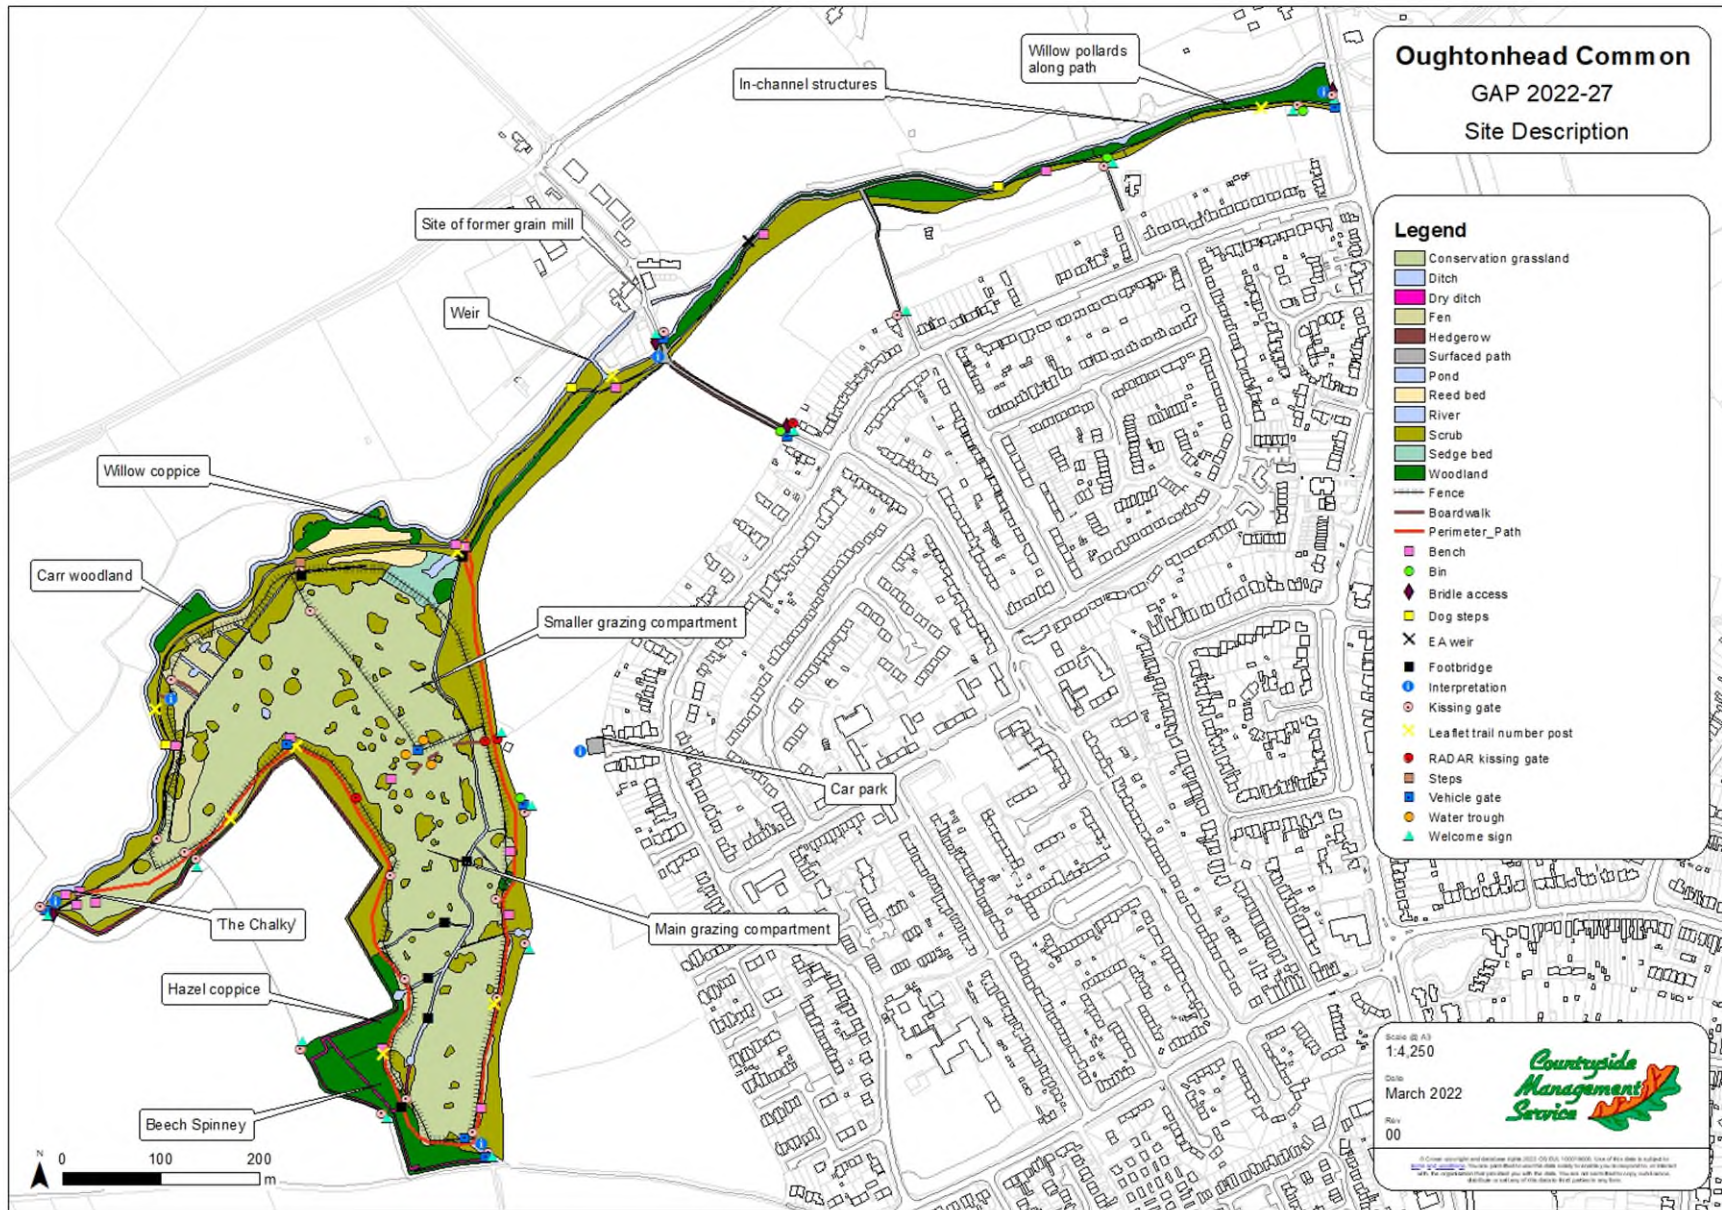 Oughtonhead Common
GAP 2022-27
Site Description
Willow pollards
along path
In-channel structures
Site of former grain mill
Weir
Willow coppice
Carr woodland
Smaller grazing compartment
Car park
'The Chalky'
Main grazing compartment
Hazel coppice
Beech Spinney
Legend
Conservation grassland
Ditch
Dry ditch
Fen
Hedgerow
Surfaced path
Pond
Reed bed
River
Scrub
Sedge bed
Woodland
Fence
Boardwalk
Perimeter_Path
Bench
Bin
Bridle access
Dog steps
EA weir
Footbridge
Interpretation
Kissing gate
Leaflet trail number post
RADAR kissing gate
Steps
Vehicle gate
Water trough
Welcome sign
N
0 100 200
m
Scale @ A3
1:4,250
Date
March 2022
Rev
00
Countryside
Management
Service